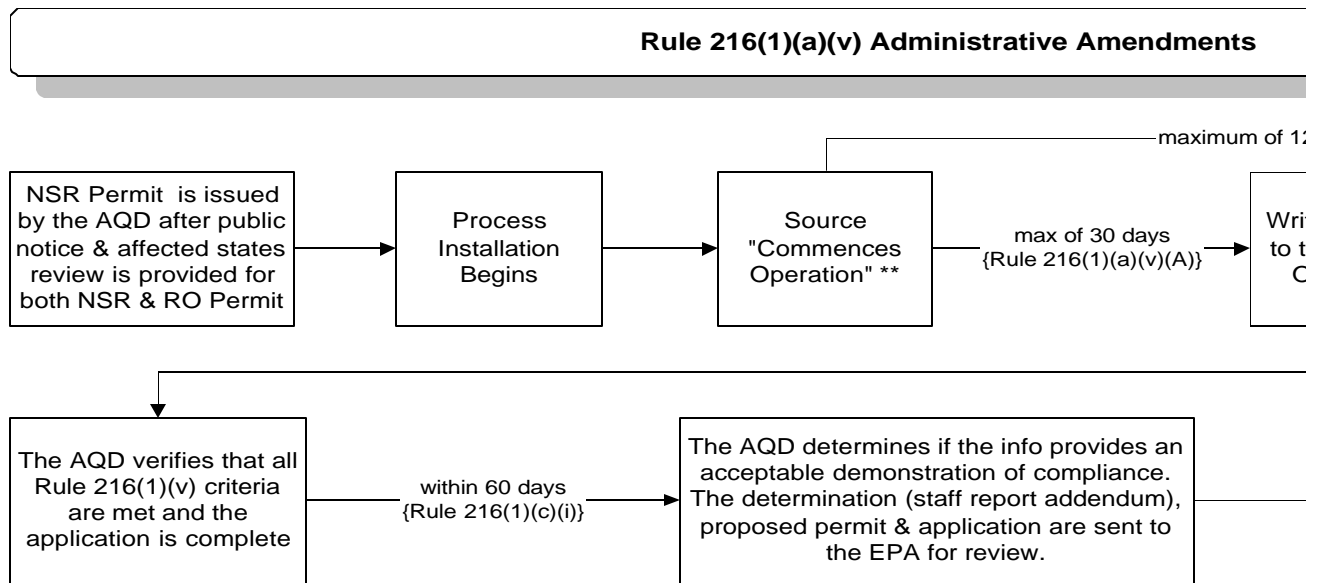 Rule 216(1)(a)(v) Administrative Amendments
maximum of
NSR Permit is issued
by the AQD after public
notice & affected states
review is provided for
both NSR & RO Permit
Process
Installation
Begins
Source
"Commences
Operation" **
max of 30 days
{Rule 216(1)(a)(v)(A)}
to
The AQD verifies that all
Rule 216(1)(v) criteria
are met and the
application is complete
within 60 days
{Rule 216(1)(c)(i)}
The AQD determines if the info provides an
acceptable demonstration of compliance.
The determination (staff report addendum),
proposed permit & application are sent to
the EPA for review.